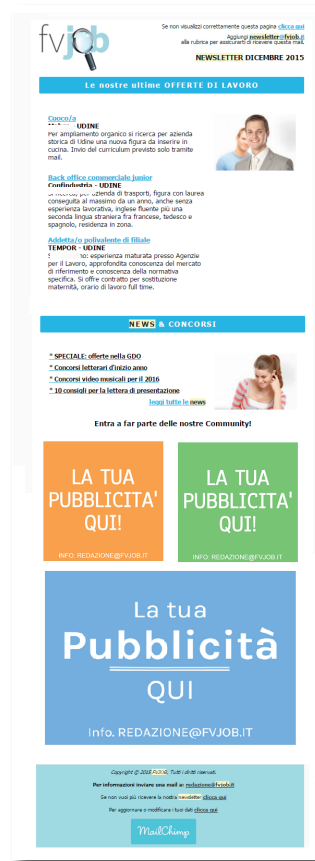 fvjob
Se non visualizzi correttamente questa pagina clicca qui
Aggiungi newsletter@fvjob.it
alla rubrica per assicurarti di ricevere questa mail.
NEWSLETTER DICEMBRE 2015
Le nostre ultime OFFERTE DI LAVORO
Cuoco/a
- UDINE
Per ampliamento organico si ricerca per azienda
storica di Udine una nuova figura da inserire in
cucina. Invio del curriculum previsto solo tramite
mail.
Back office commerciale junior
Confindustria - UDINE
Si ricerca, per azienda di trasporti, figura con laurea
conseguita al massimo da un anno, anche senza
esperienza lavorativa, inglese fluente più una
seconda lingua straniera fra francese, tedesco e
spagnolo, residenza in zona.
Addetta/o polivalente di filiale
TEMPOR - UDINE
esperienza maturata presso Agenzie
per il Lavoro, approfondita conoscenza del mercato
di riferimento e conoscenza della normativa
specifica. Si offre contratto per sostituzione
maternità, orario di lavoro full time.
NEWS & CONCORSI
* SPECIALE: offerte nella GDO
* Concorsi letterari d'inizio anno
* Concorsi video musicali per il 2016
* 10 consigli per la lettera di presentazione
leggi tutte le news
Entra a far parte delle nostre Community!
LA TUA
PUBBLICITA'
QUI!
INFO: REDAZIONE@FVJOB.IT
LA TUA
PUBBLICITA'
QUI!
INFO: REDAZIONE@FVJOB.IT
La tua
Pubblicità
QUI
Info. REDAZIONE@FVJOB.IT
Copyright © 2015 FVJOB, Tutti i diritti riservati.
Per informazioni inviare una mail a: redazione@fvjob.it
Se non vuoi più ricevere la nostra newsletter clicca qui
Per aggiornare o modificare i tuoi dati clicca qui
MailChimp